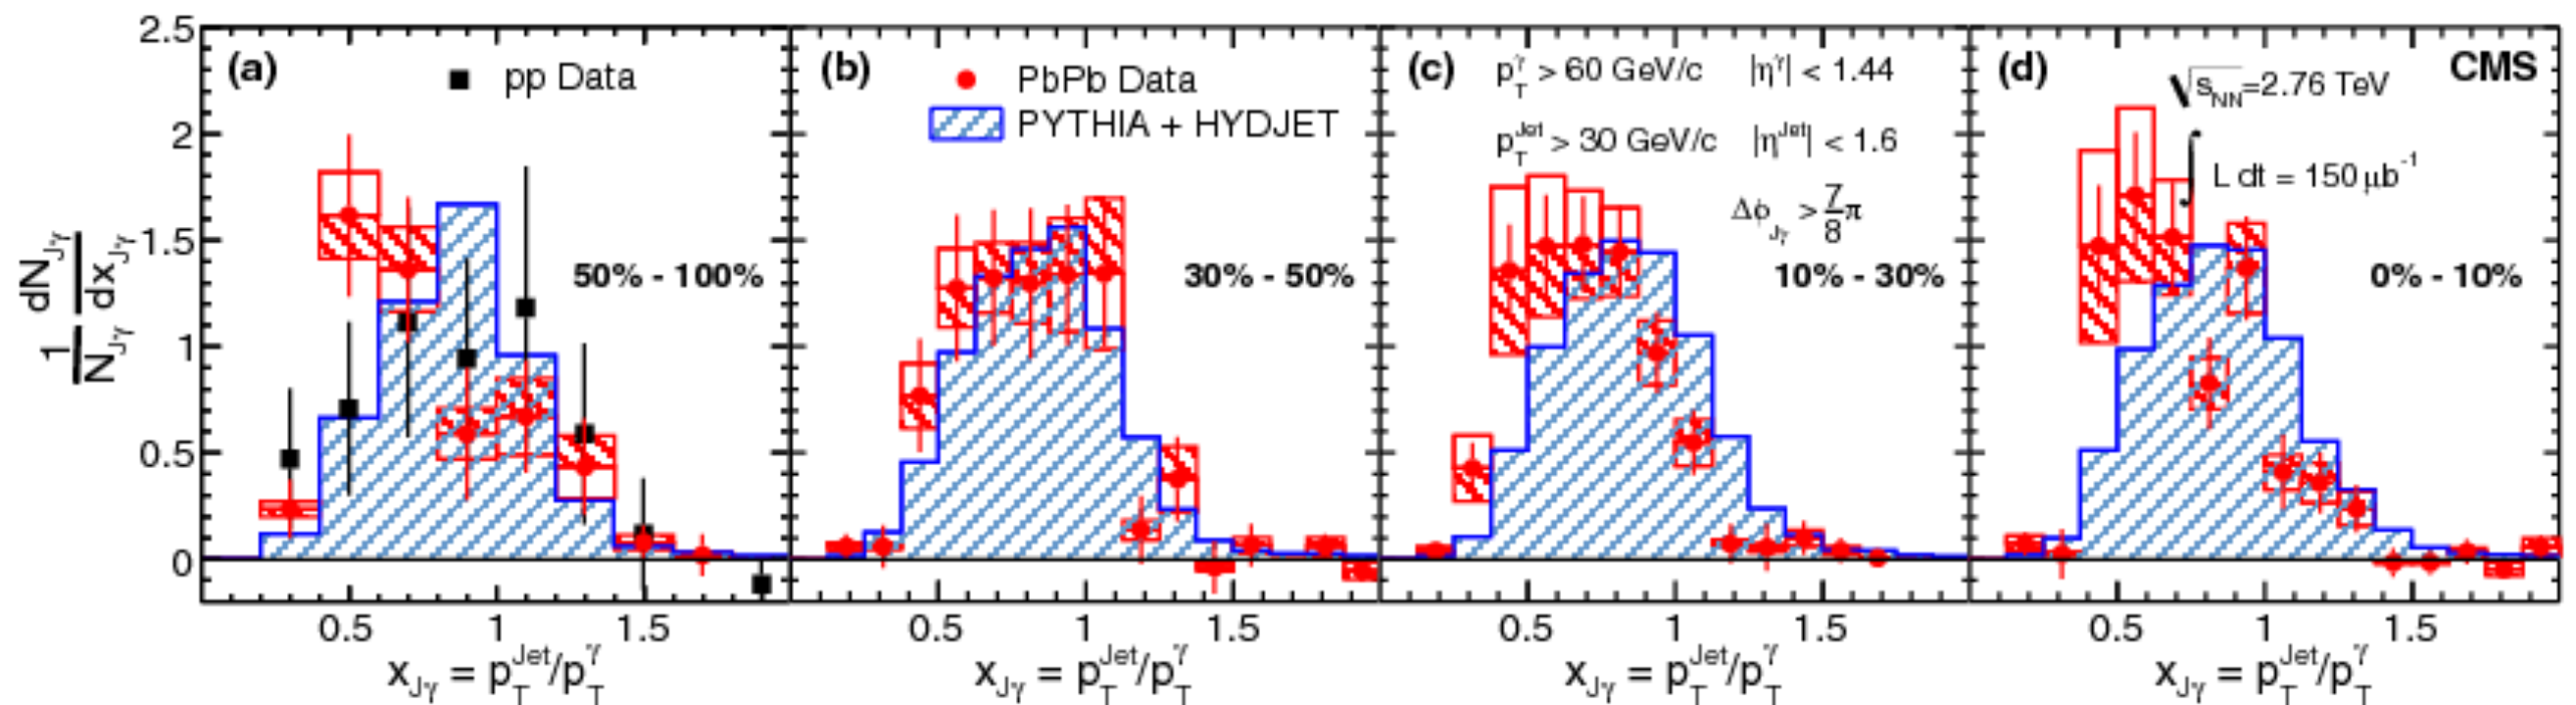 2.5
2
1.5
1
0.5
0
1/N_Jγ dN_Jγ/dx_Jγ
(a)
pp Data
50% - 100%
0.5 1 1.5
x_Jγ = p_T^Jet/p_T^γ
(b)
PbPb Data
PYTHIA + HYDJET
30% - 50%
0.5 1 1.5
x_Jγ = p_T^Jet/p_T^γ
(c)
p_T^γ > 60 GeV/c |η^γ| < 1.44
p_T^Jet > 30 GeV/c |η^Jet| < 1.6
Δϕ_Jγ > 7/8 π
10% - 30%
0.5 1 1.5
x_Jγ = p_T^Jet/p_T^γ
(d)
CMS
√s_NN=2.76 TeV
∫ L dt = 150 μb^-1
0% - 10%
0.5 1 1.5
x_Jγ = p_T^Jet/p_T^γ